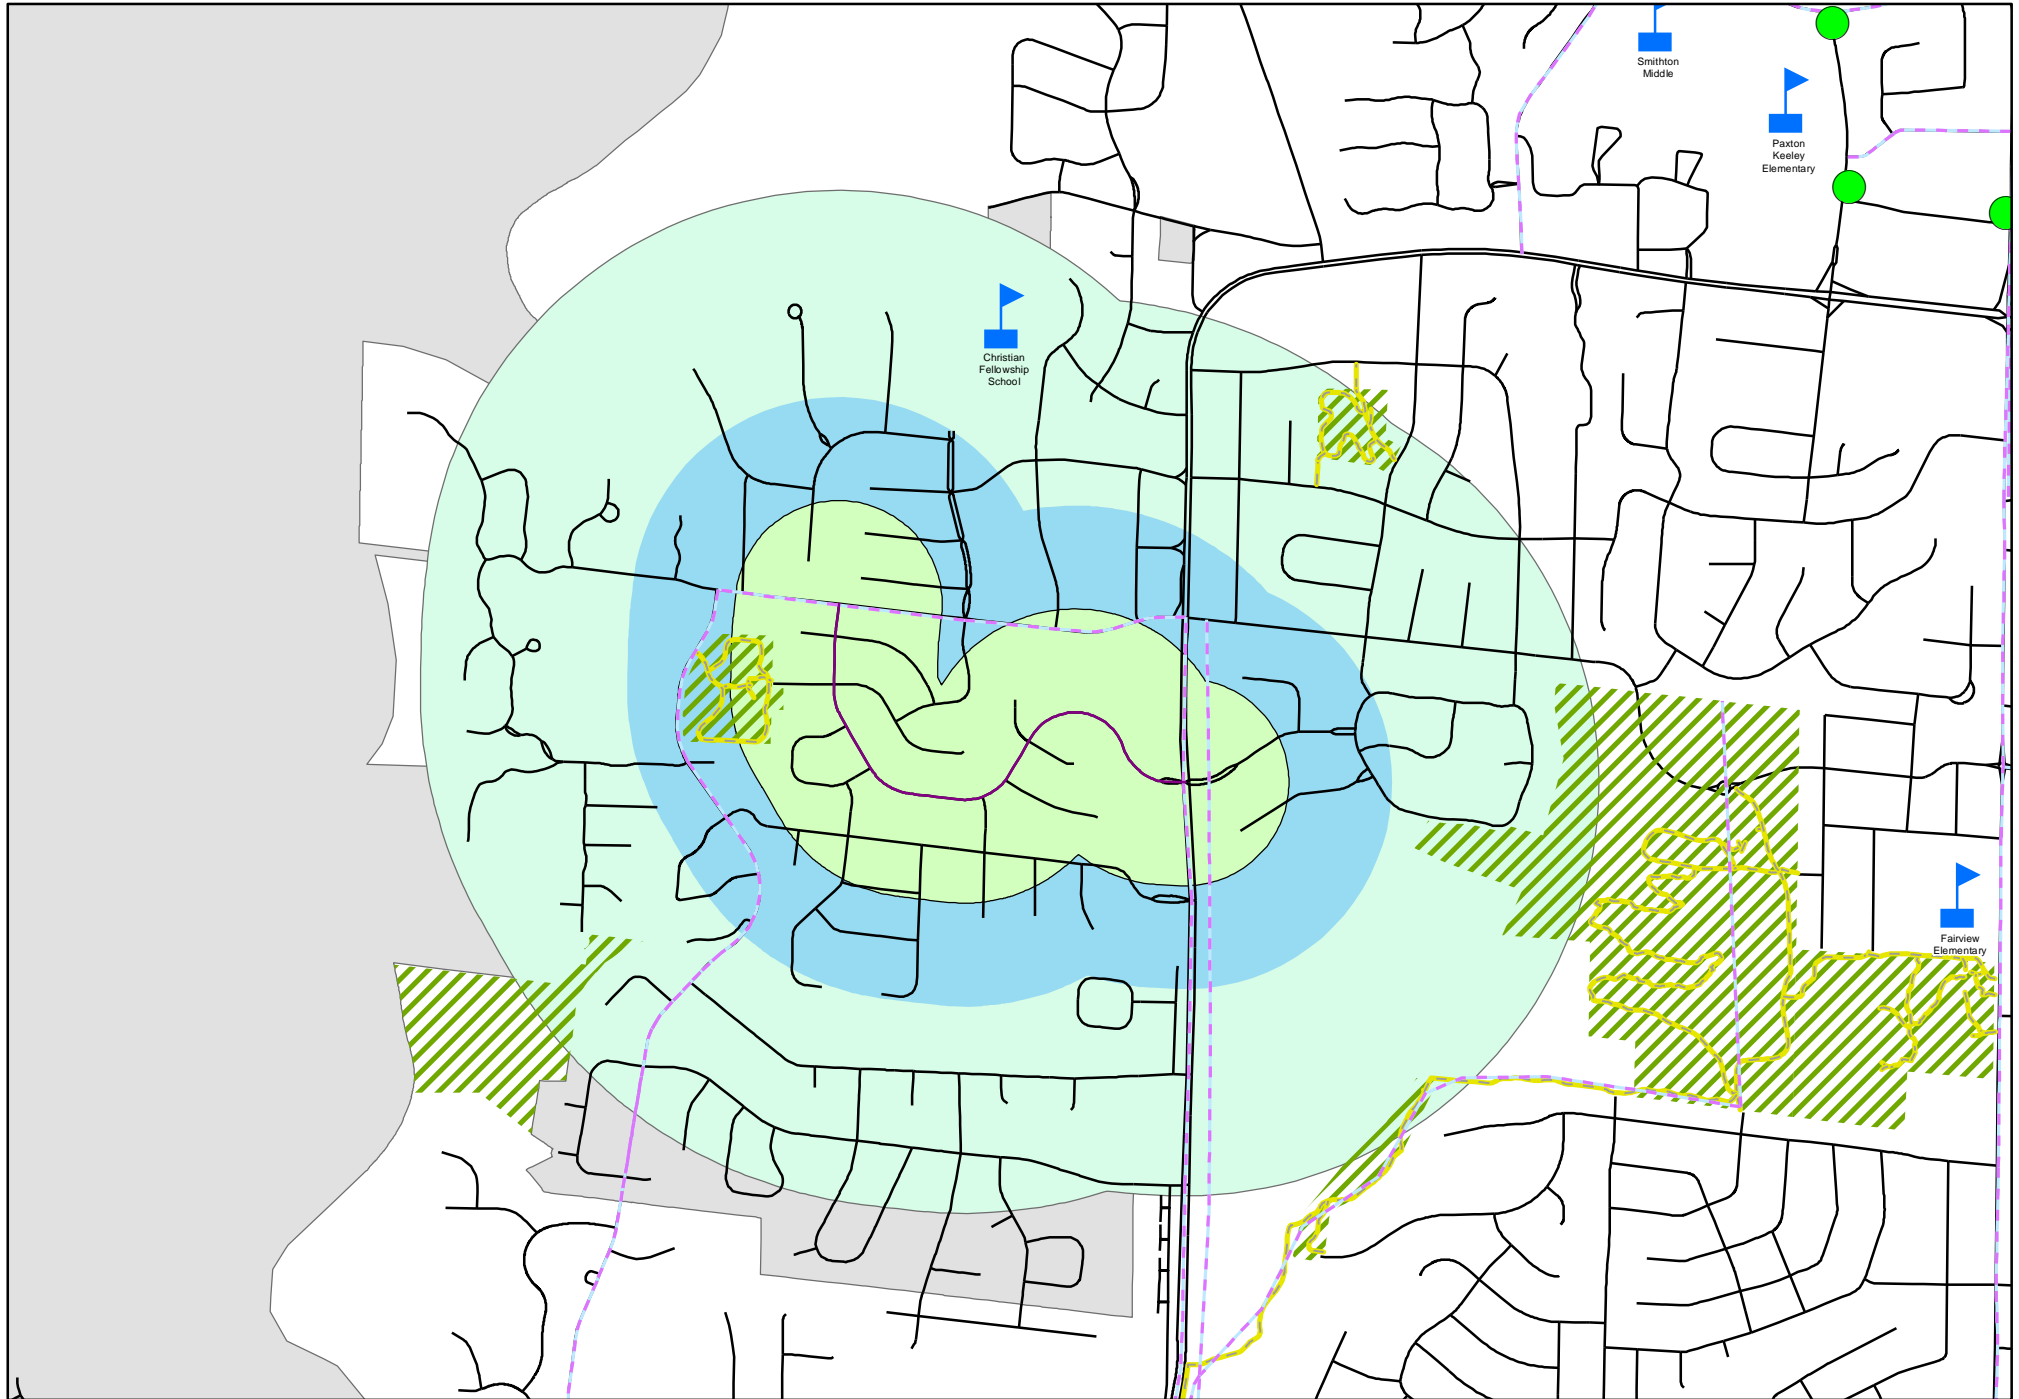 Smithton
Middle
Paxton
Keeley
Elementary
Christian
Fellowship
School
Fairview
Elementary